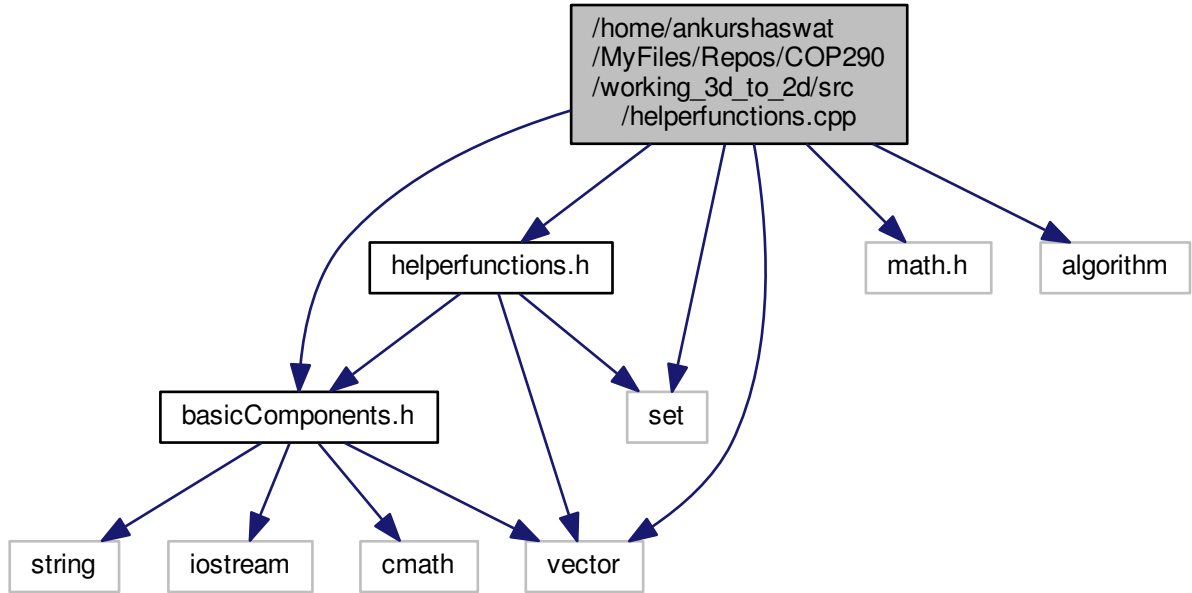 /home/ankurshaswat
/MyFiles/Repos/COP290
/working_3d_to_2d/src
/helperfunctions.cpp
helperfunctions.h
math.h
algorithm
basicComponents.h
set
string
iostream
cmath
vector